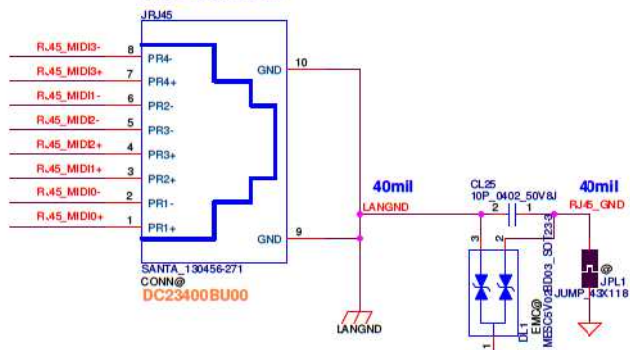 JRJ45
RJ45_MIDI3- 8 PR4-
GND 10
RJ45_MIDI3+ 7 PR4+
RJ45_MIDI1- 6 PR2-
RJ45_MIDI2- 5 PR3-
RJ45_MIDI2+ 4 PR3+
RJ45_MIDI1+ 3 PR2+
RJ45_MIDI0- 2 PR1-
RJ45_MIDI0+ 1 PR1+
GND 9
SANTA_130456-271
CONN@
DC23400BU00
40mil
LANGND
LANGND
CL25
10P_0402_50V8J
2 1
40mil
RJ45_GND
3 2
1
DL1
EMC@
@
JPL1
JUMP_43X118